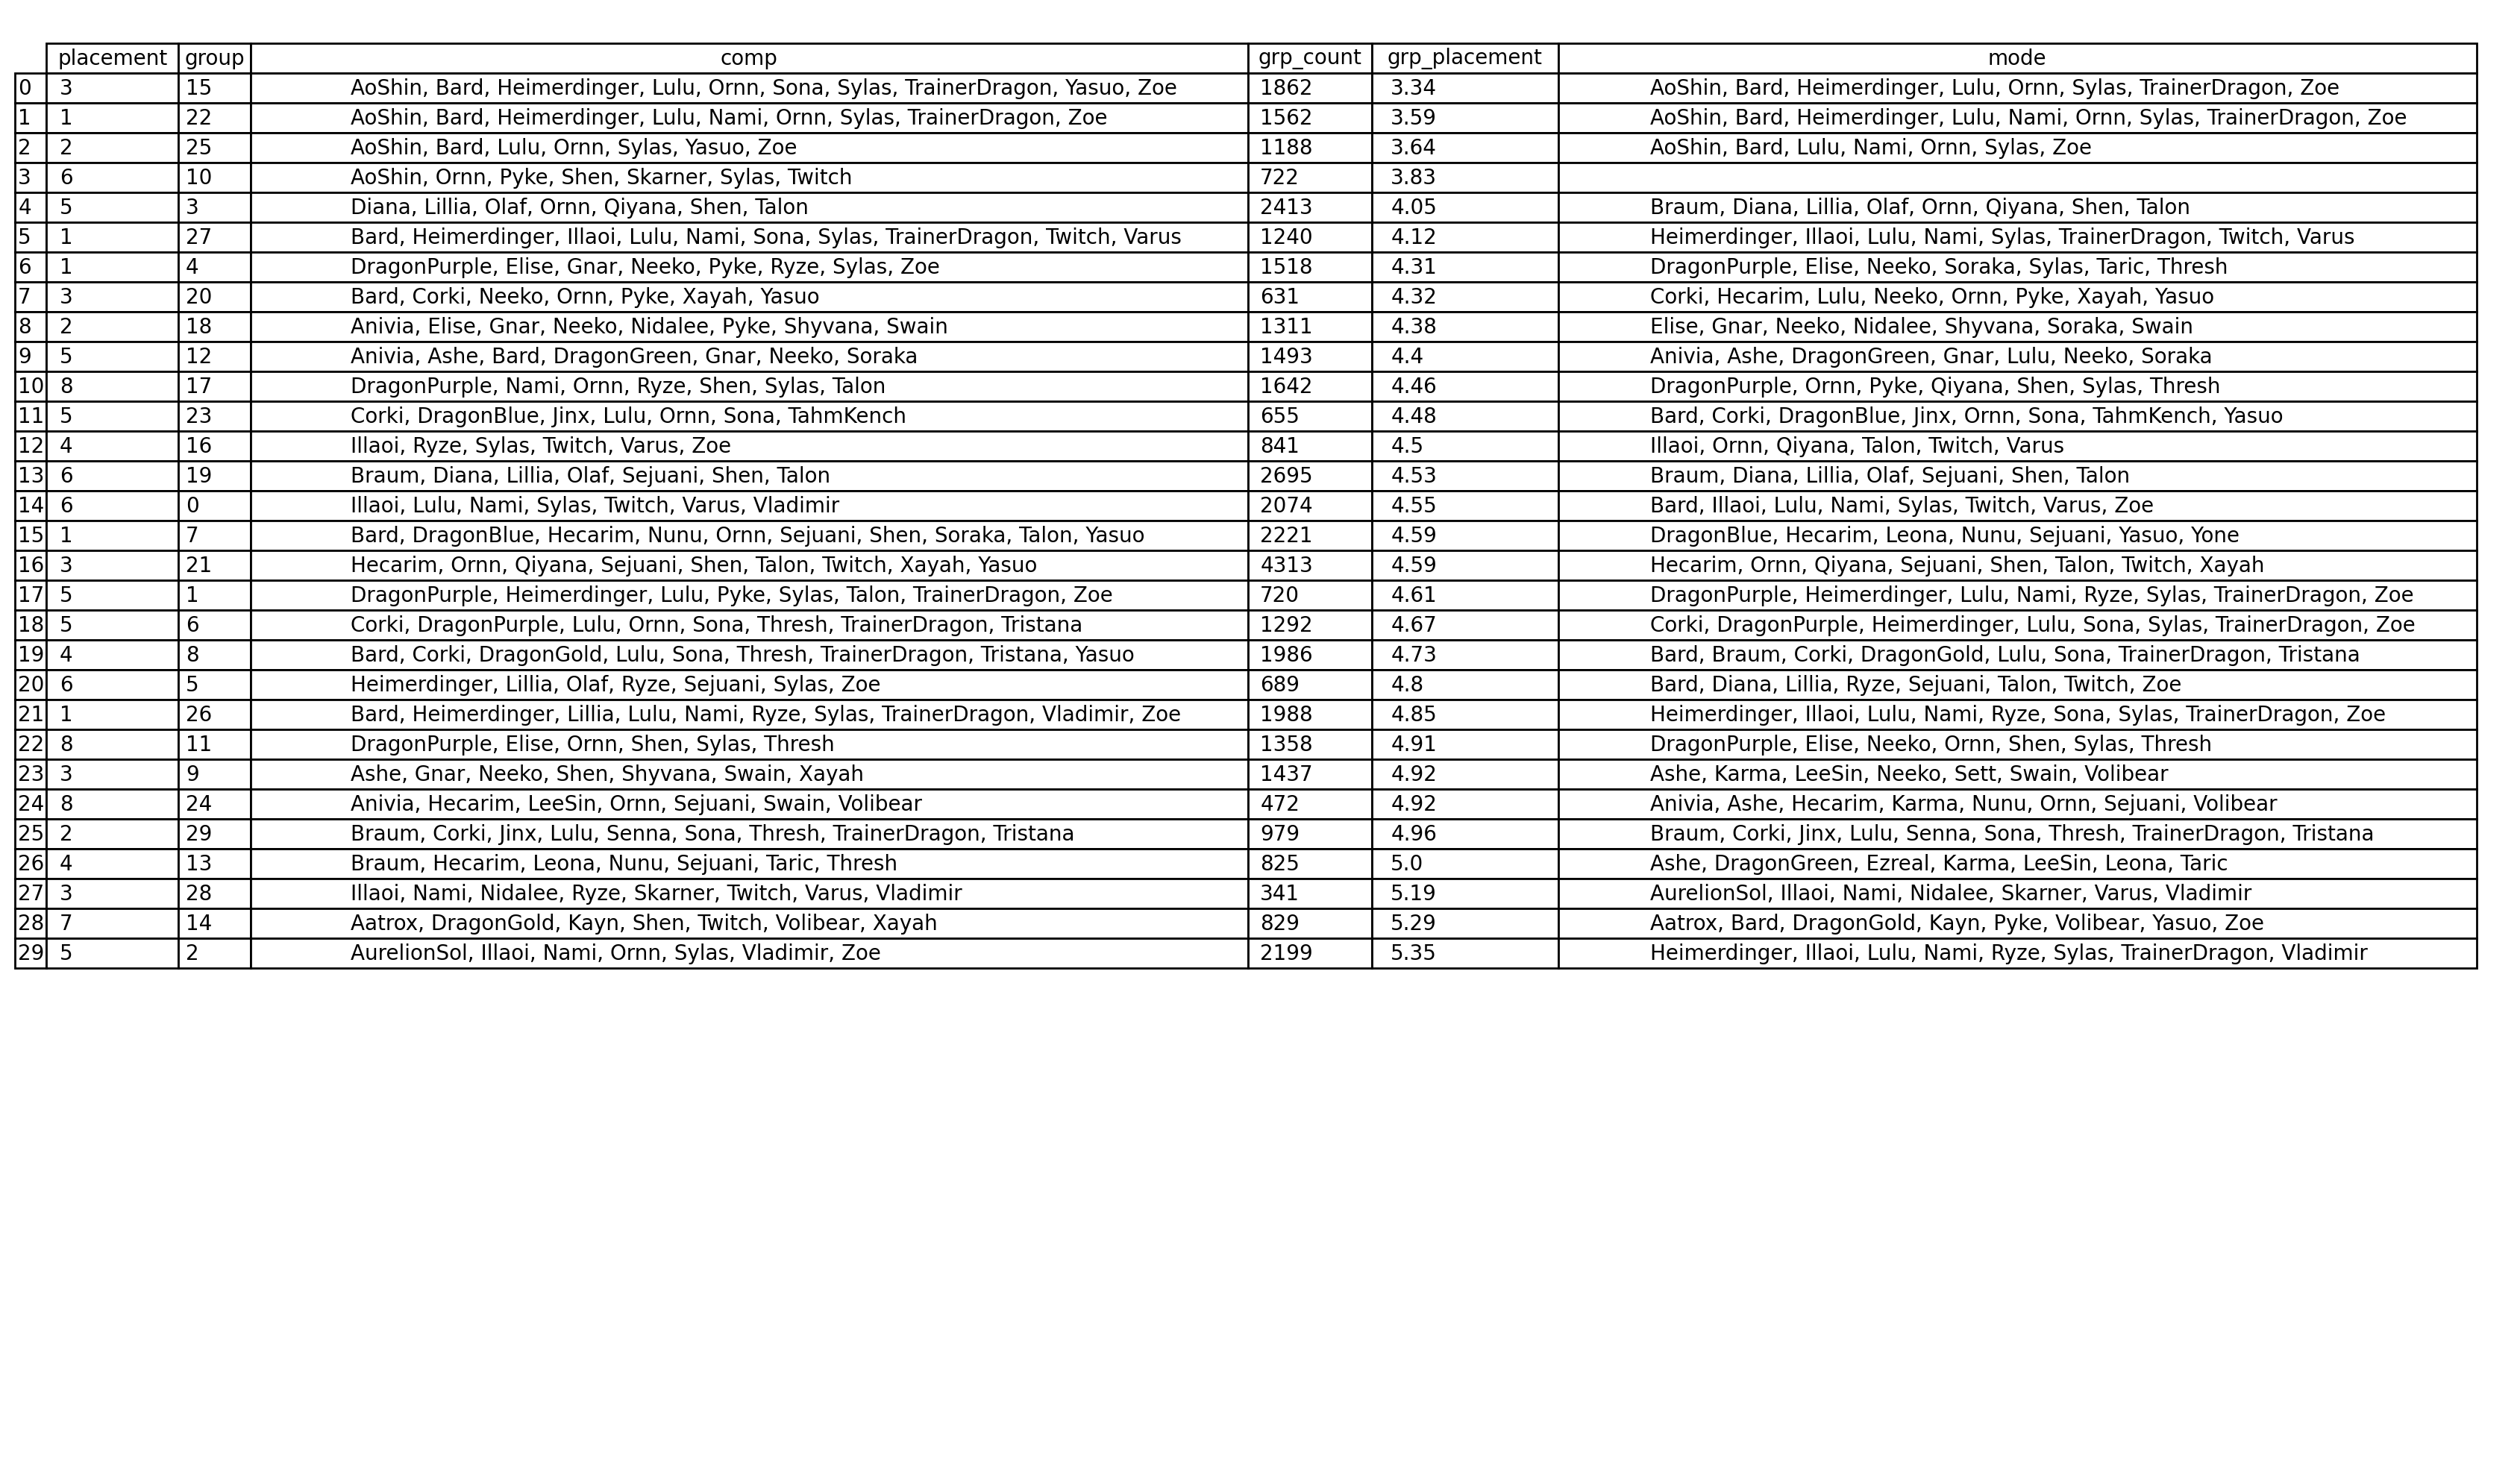 placement group comp grp_count grp_placement mode
0 3 15 AoShin, Bard, Heimerdinger, Lulu, Ornn, Sona, Sylas, TrainerDragon, Yasuo, Zoe 1862 3.34 AoShin, Bard, Heimerdinger, Lulu, Ornn, Sylas, TrainerDragon, Zoe
1 1 22 AoShin, Bard, Heimerdinger, Lulu, Nami, Ornn, Sylas, TrainerDragon, Zoe 1562 3.59 AoShin, Bard, Heimerdinger, Lulu, Nami, Ornn, Sylas, TrainerDragon, Zoe
2 2 25 AoShin, Bard, Lulu, Ornn, Sylas, Yasuo, Zoe 1188 3.64 AoShin, Bard, Lulu, Nami, Ornn, Sylas, Zoe
3 6 10 AoShin, Ornn, Pyke, Shen, Skarner, Sylas, Twitch 722 3.83
4 5 3 Diana, Lillia, Olaf, Ornn, Qiyana, Shen, Talon 2413 4.05 Braum, Diana, Lillia, Olaf, Ornn, Qiyana, Shen, Talon
5 1 27 Bard, Heimerdinger, Illaoi, Lulu, Nami, Sona, Sylas, TrainerDragon, Twitch, Varus 1240 4.12 Heimerdinger, Illaoi, Lulu, Nami, Sylas, TrainerDragon, Twitch, Varus
6 1 4 DragonPurple, Elise, Gnar, Neeko, Pyke, Ryze, Sylas, Zoe 1518 4.31 DragonPurple, Elise, Neeko, Soraka, Sylas, Taric, Thresh
7 3 20 Bard, Corki, Neeko, Ornn, Pyke, Xayah, Yasuo 631 4.32 Corki, Hecarim, Lulu, Neeko, Ornn, Pyke, Xayah, Yasuo
8 2 18 Anivia, Elise, Gnar, Neeko, Nidalee, Pyke, Shyvana, Swain 1311 4.38 Elise, Gnar, Neeko, Nidalee, Shyvana, Soraka, Swain
9 5 12 Anivia, Ashe, Bard, DragonGreen, Gnar, Neeko, Soraka 1493 4.4 Anivia, Ashe, DragonGreen, Gnar, Lulu, Neeko, Soraka
10 8 17 DragonPurple, Nami, Ornn, Ryze, Shen, Sylas, Talon 1642 4.46 DragonPurple, Ornn, Pyke, Qiyana, Shen, Sylas, Thresh
11 5 23 Corki, DragonBlue, Jinx, Lulu, Ornn, Sona, TahmKench 655 4.48 Bard, Corki, DragonBlue, Jinx, Ornn, Sona, TahmKench, Yasuo
12 4 16 Illaoi, Ryze, Sylas, Twitch, Varus, Zoe 841 4.5 Illaoi, Ornn, Qiyana, Talon, Twitch, Varus
13 6 19 Braum, Diana, Lillia, Olaf, Sejuani, Shen, Talon 2695 4.53 Braum, Diana, Lillia, Olaf, Sejuani, Shen, Talon
14 6 0 Illaoi, Lulu, Nami, Sylas, Twitch, Varus, Vladimir 2074 4.55 Bard, Illaoi, Lulu, Nami, Sylas, Twitch, Varus, Zoe
15 1 7 Bard, DragonBlue, Hecarim, Nunu, Ornn, Sejuani, Shen, Soraka, Talon, Yasuo 2221 4.59 DragonBlue, Hecarim, Leona, Nunu, Sejuani, Yasuo, Yone
16 3 21 Hecarim, Ornn, Qiyana, Sejuani, Shen, Talon, Twitch, Xayah, Yasuo 4313 4.59 Hecarim, Ornn, Qiyana, Sejuani, Shen, Talon, Twitch, Xayah
17 5 1 DragonPurple, Heimerdinger, Lulu, Pyke, Sylas, Talon, TrainerDragon, Zoe 720 4.61 DragonPurple, Heimerdinger, Lulu, Nami, Ryze, Sylas, TrainerDragon, Zoe
18 5 6 Corki, DragonPurple, Lulu, Ornn, Sona, Thresh, TrainerDragon, Tristana 1292 4.67 Corki, DragonPurple, Heimerdinger, Lulu, Sona, Sylas, TrainerDragon, Zoe
19 4 8 Bard, Corki, DragonGold, Lulu, Sona, Thresh, TrainerDragon, Tristana, Yasuo 1986 4.73 Bard, Braum, Corki, DragonGold, Lulu, Sona, TrainerDragon, Tristana
20 6 5 Heimerdinger, Lillia, Olaf, Ryze, Sejuani, Sylas, Zoe 689 4.8 Bard, Diana, Lillia, Ryze, Sejuani, Talon, Twitch, Zoe
21 1 26 Bard, Heimerdinger, Lillia, Lulu, Nami, Ryze, Sylas, TrainerDragon, Vladimir, Zoe 1988 4.85 Heimerdinger, Illaoi, Lulu, Nami, Ryze, Sona, Sylas, TrainerDragon, Zoe
22 8 11 DragonPurple, Elise, Ornn, Shen, Sylas, Thresh 1358 4.91 DragonPurple, Elise, Neeko, Ornn, Shen, Sylas, Thresh
23 3 9 Ashe, Gnar, Neeko, Shen, Shyvana, Swain, Xayah 1437 4.92 Ashe, Karma, LeeSin, Neeko, Sett, Swain, Volibear
24 8 24 Anivia, Hecarim, LeeSin, Ornn, Sejuani, Swain, Volibear 472 4.92 Anivia, Ashe, Hecarim, Karma, Nunu, Ornn, Sejuani, Volibear
25 2 29 Braum, Corki, Jinx, Lulu, Senna, Sona, Thresh, TrainerDragon, Tristana 979 4.96 Braum, Corki, Jinx, Lulu, Senna, Sona, Thresh, TrainerDragon, Tristana
26 4 13 Braum, Hecarim, Leona, Nunu, Sejuani, Taric, Thresh 825 5.0 Ashe, DragonGreen, Ezreal, Karma, LeeSin, Leona, Taric
27 3 28 Illaoi, Nami, Nidalee, Ryze, Skarner, Twitch, Varus, Vladimir 341 5.19 AurelionSol, Illaoi, Nami, Nidalee, Skarner, Varus, Vladimir
28 7 14 Aatrox, DragonGold, Kayn, Shen, Twitch, Volibear, Xayah 829 5.29 Aatrox, Bard, DragonGold, Kayn, Pyke, Volibear, Yasuo, Zoe
29 5 2 AurelionSol, Illaoi, Nami, Ornn, Sylas, Vladimir, Zoe 2199 5.35 Heimerdinger, Illaoi, Lulu, Nami, Ryze, Sylas, TrainerDragon, Vladimir